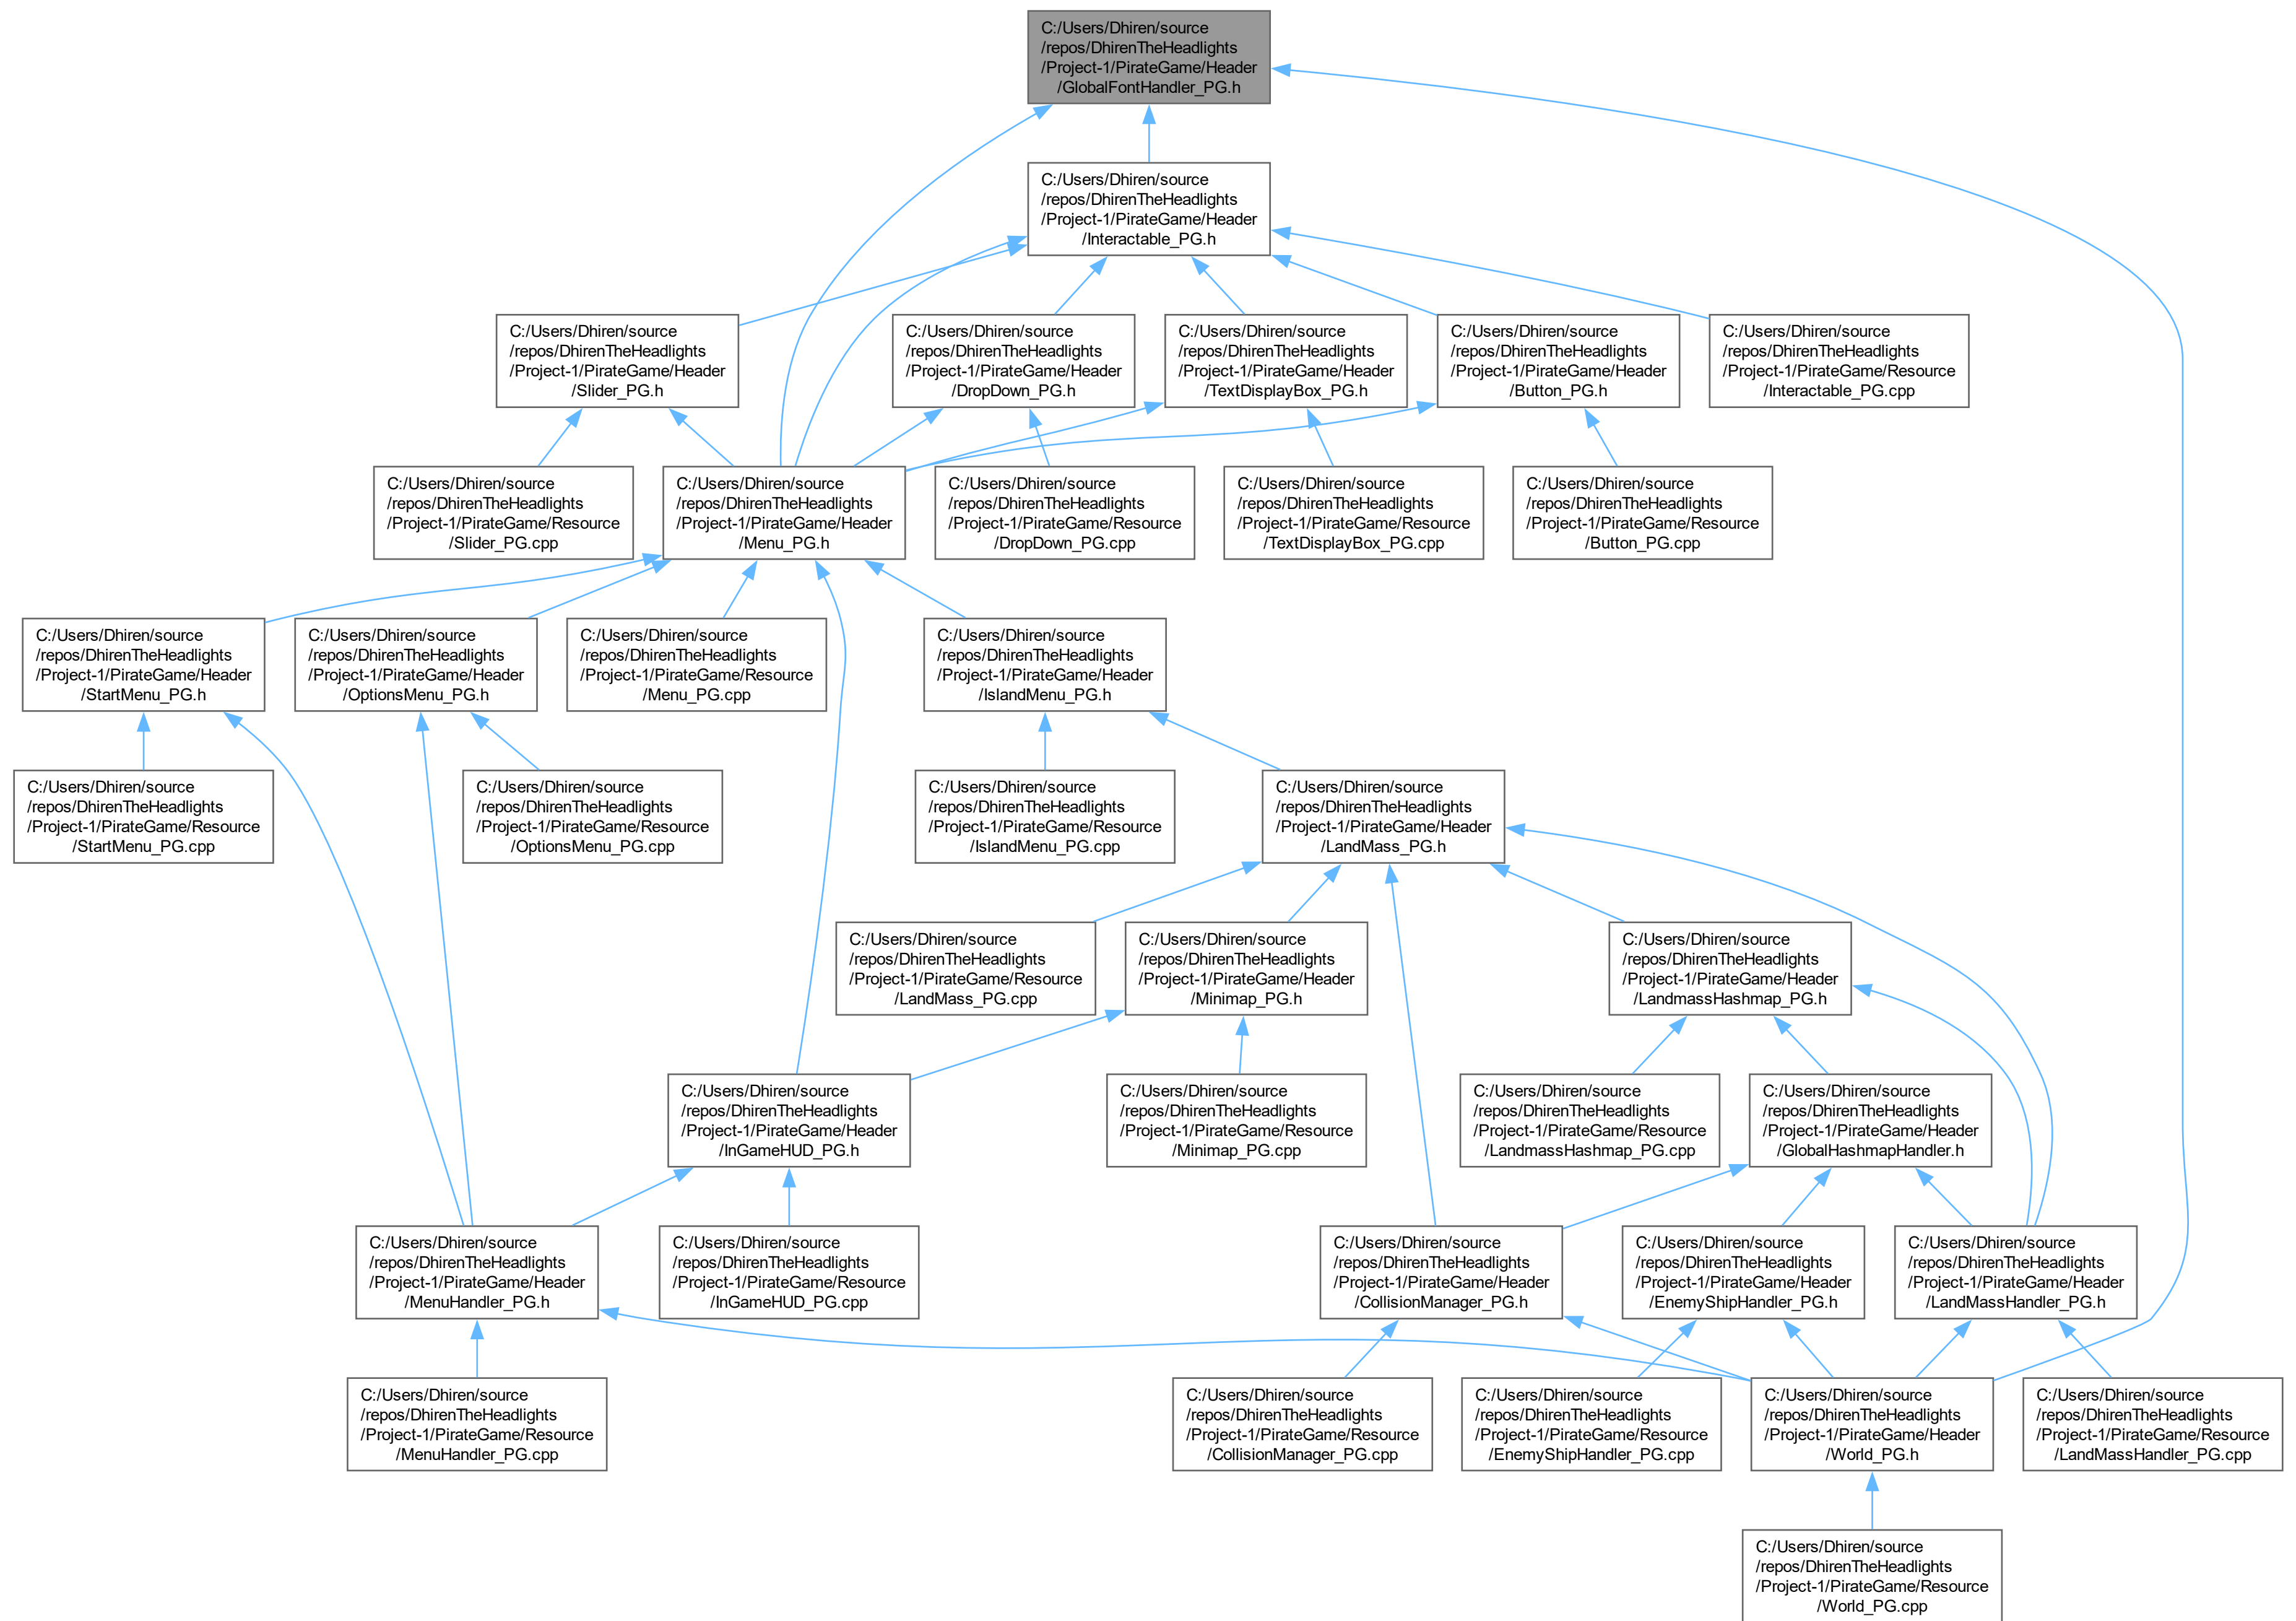 C:/Users/Dhiren/source
/repos/DhirenTheHeadlights
/Project-1/PirateGame/Header
/GlobalFontHandler_PG.h
C:/Users/Dhiren/source
/repos/DhirenTheHeadlights
/Project-1/PirateGame/Header
/Interactable_PG.h
C:/Users/Dhiren/source
/repos/DhirenTheHeadlights
/Project-1/PirateGame/Header
/Slider_PG.h
C:/Users/Dhiren/source
/repos/DhirenTheHeadlights
/Project-1/PirateGame/Header
/DropDown_PG.h
C:/Users/Dhiren/source
/repos/DhirenTheHeadlights
/Project-1/PirateGame/Header
/TextDisplayBox_PG.h
C:/Users/Dhiren/source
/repos/DhirenTheHeadlights
/Project-1/PirateGame/Header
/Button_PG.h
C:/Users/Dhiren/source
/repos/DhirenTheHeadlights
/Project-1/PirateGame/Resource
/Interactable_PG.cpp
C:/Users/Dhiren/source
/repos/DhirenTheHeadlights
/Project-1/PirateGame/Resource
/Slider_PG.cpp
C:/Users/Dhiren/source
/repos/DhirenTheHeadlights
/Project-1/PirateGame/Header
/Menu_PG.h
C:/Users/Dhiren/source
/repos/DhirenTheHeadlights
/Project-1/PirateGame/Resource
/DropDown_PG.cpp
C:/Users/Dhiren/source
/repos/DhirenTheHeadlights
/Project-1/PirateGame/Resource
/TextDisplayBox_PG.cpp
C:/Users/Dhiren/source
/repos/DhirenTheHeadlights
/Project-1/PirateGame/Resource
/Button_PG.cpp
C:/Users/Dhiren/source
/repos/DhirenTheHeadlights
/Project-1/PirateGame/Header
/StartMenu_PG.h
C:/Users/Dhiren/source
/repos/DhirenTheHeadlights
/Project-1/PirateGame/Header
/OptionsMenu_PG.h
C:/Users/Dhiren/source
/repos/DhirenTheHeadlights
/Project-1/PirateGame/Resource
/Menu_PG.cpp
C:/Users/Dhiren/source
/repos/DhirenTheHeadlights
/Project-1/PirateGame/Header
/IslandMenu_PG.h
C:/Users/Dhiren/source
/repos/DhirenTheHeadlights
/Project-1/PirateGame/Resource
/StartMenu_PG.cpp
C:/Users/Dhiren/source
/repos/DhirenTheHeadlights
/Project-1/PirateGame/Resource
/OptionsMenu_PG.cpp
C:/Users/Dhiren/source
/repos/DhirenTheHeadlights
/Project-1/PirateGame/Resource
/IslandMenu_PG.cpp
C:/Users/Dhiren/source
/repos/DhirenTheHeadlights
/Project-1/PirateGame/Header
/LandMass_PG.h
C:/Users/Dhiren/source
/repos/DhirenTheHeadlights
/Project-1/PirateGame/Resource
/LandMass_PG.cpp
C:/Users/Dhiren/source
/repos/DhirenTheHeadlights
/Project-1/PirateGame/Header
/Minimap_PG.h
C:/Users/Dhiren/source
/repos/DhirenTheHeadlights
/Project-1/PirateGame/Header
/LandmassHashmap_PG.h
C:/Users/Dhiren/source
/repos/DhirenTheHeadlights
/Project-1/PirateGame/Header
/InGameHUD_PG.h
C:/Users/Dhiren/source
/repos/DhirenTheHeadlights
/Project-1/PirateGame/Resource
/Minimap_PG.cpp
C:/Users/Dhiren/source
/repos/DhirenTheHeadlights
/Project-1/PirateGame/Resource
/LandmassHashmap_PG.cpp
C:/Users/Dhiren/source
/repos/DhirenTheHeadlights
/Project-1/PirateGame/Header
/GlobalHashmapHandler.h
C:/Users/Dhiren/source
/repos/DhirenTheHeadlights
/Project-1/PirateGame/Header
/MenuHandler_PG.h
C:/Users/Dhiren/source
/repos/DhirenTheHeadlights
/Project-1/PirateGame/Resource
/InGameHUD_PG.cpp
C:/Users/Dhiren/source
/repos/DhirenTheHeadlights
/Project-1/PirateGame/Header
/CollisionManager_PG.h
C:/Users/Dhiren/source
/repos/DhirenTheHeadlights
/Project-1/PirateGame/Header
/EnemyShipHandler_PG.h
C:/Users/Dhiren/source
/repos/DhirenTheHeadlights
/Project-1/PirateGame/Header
/LandMassHandler_PG.h
C:/Users/Dhiren/source
/repos/DhirenTheHeadlights
/Project-1/PirateGame/Resource
/MenuHandler_PG.cpp
C:/Users/Dhiren/source
/repos/DhirenTheHeadlights
/Project-1/PirateGame/Resource
/CollisionManager_PG.cpp
C:/Users/Dhiren/source
/repos/DhirenTheHeadlights
/Project-1/PirateGame/Resource
/EnemyShipHandler_PG.cpp
C:/Users/Dhiren/source
/repos/DhirenTheHeadlights
/Project-1/PirateGame/Header
/World_PG.h
C:/Users/Dhiren/source
/repos/DhirenTheHeadlights
/Project-1/PirateGame/Resource
/LandMassHandler_PG.cpp
C:/Users/Dhiren/source
/repos/DhirenTheHeadlights
/Project-1/PirateGame/Resource
/World_PG.cpp